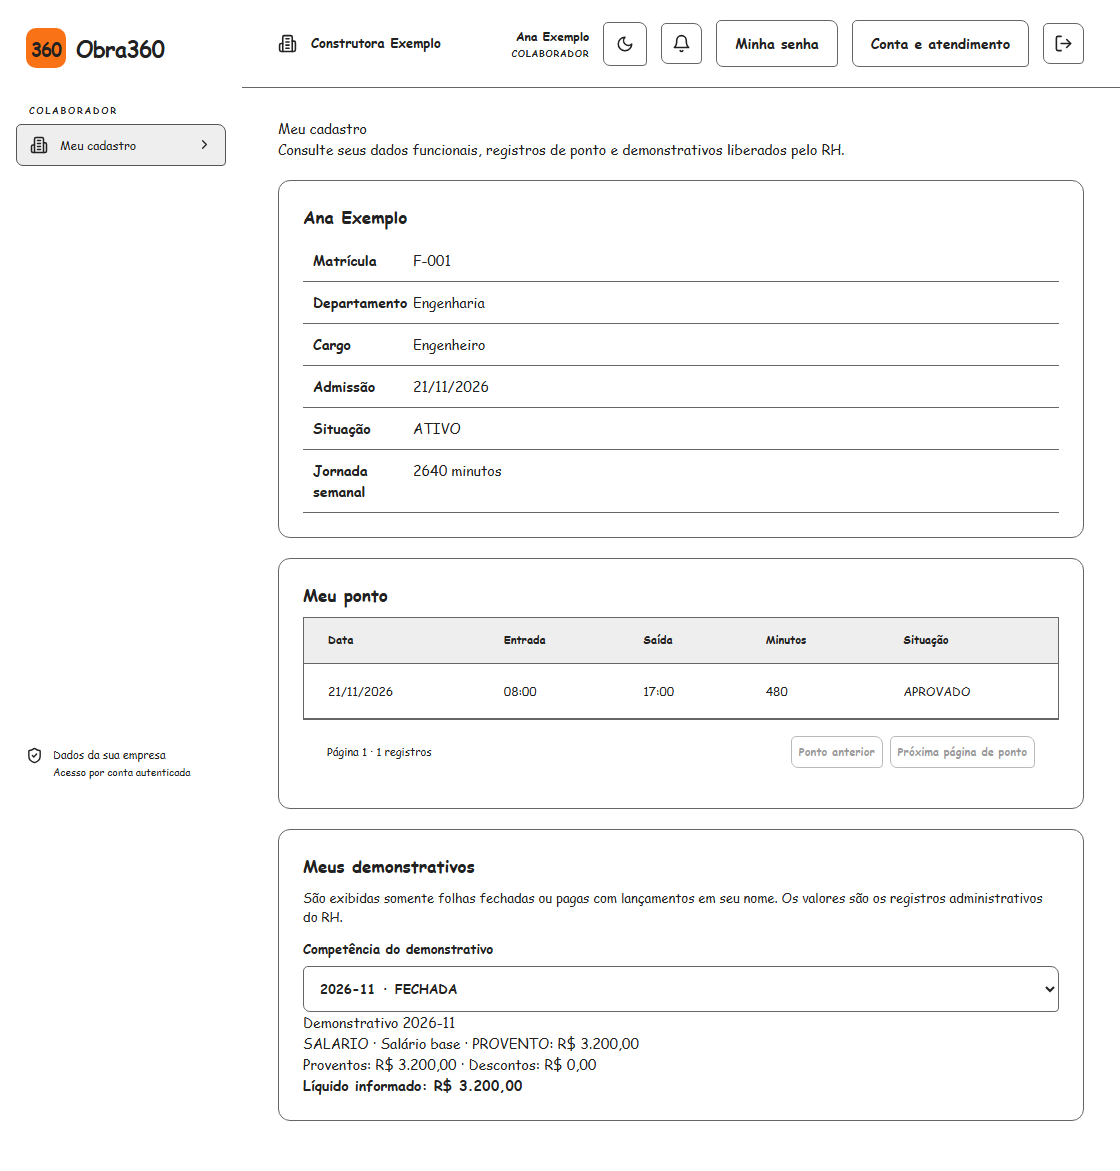 360 Obra360
Construtora Exemplo
Ana Exemplo
COLABORADOR
Minha senha
Conta e atendimento
COLABORADOR
Meu cadastro
Meu cadastro
Consulte seus dados funcionais, registros de ponto e demonstrativos liberados pelo RH.
Ana Exemplo
Matrícula F-001
Departamento Engenharia
Cargo Engenheiro
Admissão 21/11/2026
Situação ATIVO
Jornada semanal 2640 minutos
Meu ponto
Data Entrada Saída Minutos Situação
21/11/2026 08:00 17:00 480 APROVADO
Página 1 · 1 registros Ponto anterior Próxima página de ponto
Dados da sua empresa
Acesso por conta autenticada
Meus demonstrativos
São exibidas somente folhas fechadas ou pagas com lançamentos em seu nome. Os valores são os registros administrativos
do RH.
Competência do demonstrativo
2026-11 · FECHADA
Demonstrativo 2026-11
SALARIO · Salário base · PROVENTO: R$ 3.200,00
Proventos: R$ 3.200,00 · Descontos: R$ 0,00
Líquido informado: R$ 3.200,00